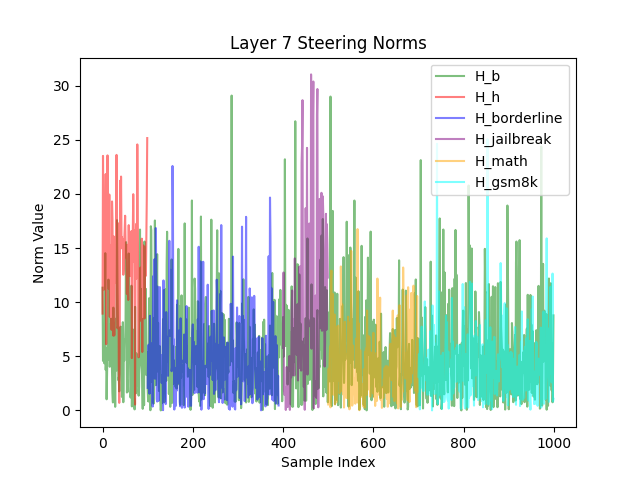 Layer 7 Steering Norms
Norm Value
30
25
20
15
10
5
0
H_b
H_h
H_borderline
H_jailbreak
H_math
H_gsm8k
0
200
400
600
800
1000
Sample Index